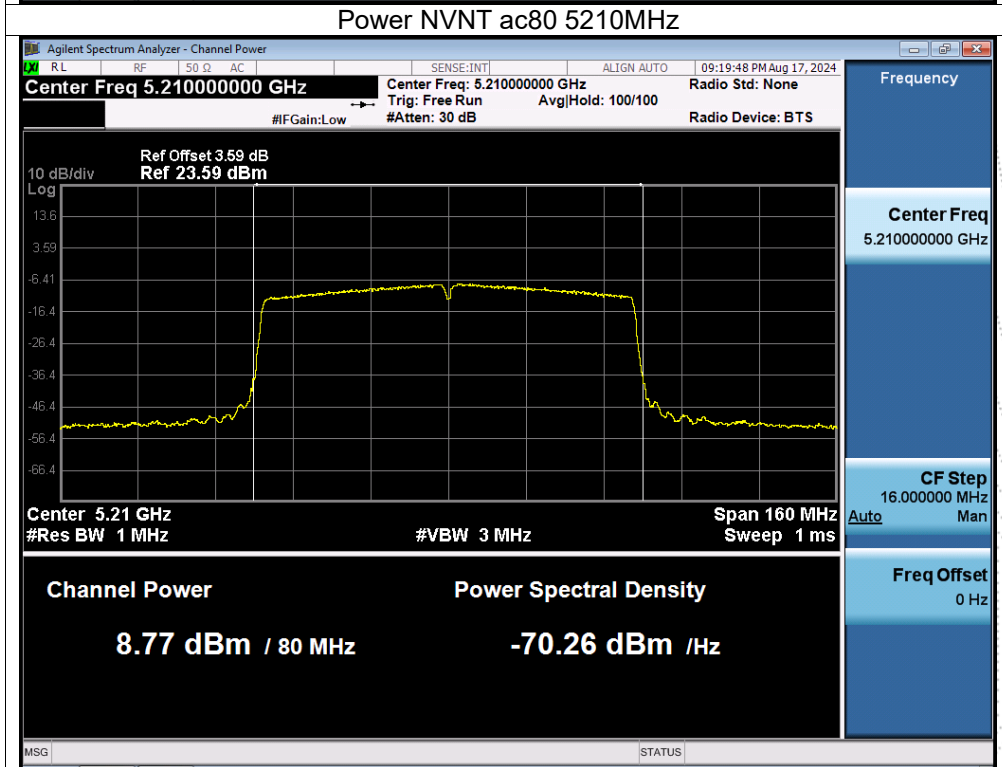 Power NVNT ac80 5210MHz
Agilent Spectrum Analyzer - Channel Power
LXI RL RF 50 Ω AC SENSE:INT ALIGN AUTO 09:19:48 PM Aug 17, 2024
Center Freq 5.210000000 GHz
#IFGain:Low
Center Freq: 5.210000000 GHz
Trig: Free Run Avg|Hold: 100/100
#Atten: 30 dB
Radio Std: None
Radio Device: BTS
Frequency
Ref Offset 3.59 dB
10 dB/div Ref 23.59 dBm
Log
13.6
3.59
-6.41
-16.4
-26.4
-36.4
-46.4
-56.4
-66.4
Center 5.21 GHz Span 160 MHz
#Res BW 1 MHz #VBW 3 MHz Sweep 1 ms
Center Freq
5.210000000 GHz
CF Step
16.000000 MHz
Auto Man
Freq Offset
0 Hz
Channel Power Power Spectral Density
8.77 dBm / 80 MHz -70.26 dBm /Hz
MSG STATUS